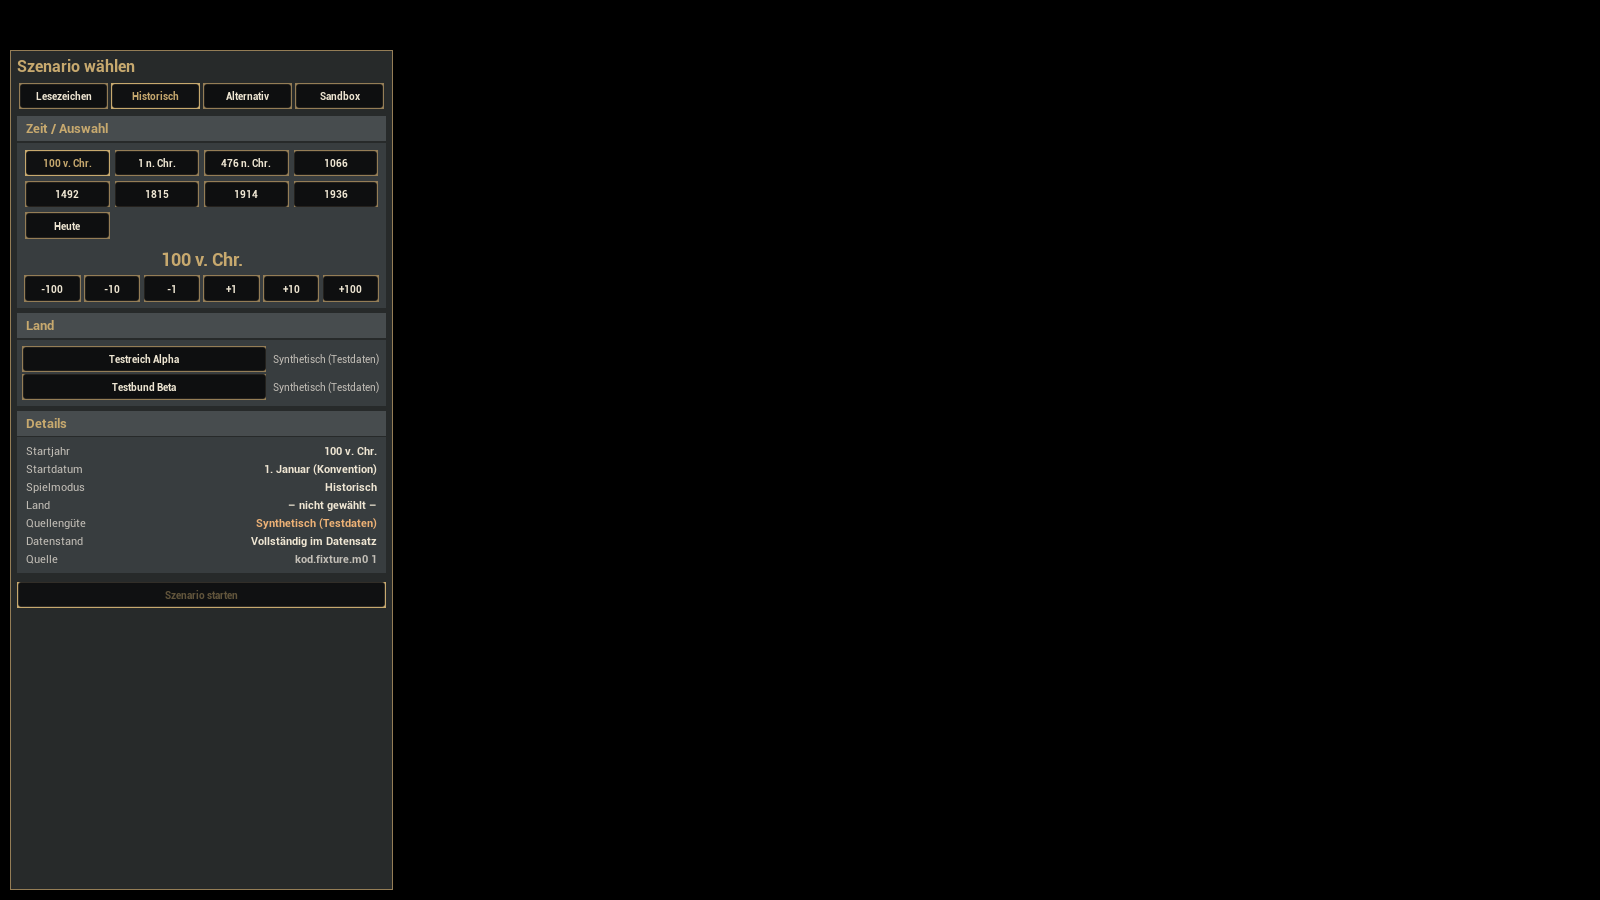 Szenario wählen
Lesezeichen Historisch Alternativ Sandbox
Zeit / Auswahl
100 v. Chr. 1 n. Chr. 476 n. Chr. 1066
1492 1815 1914 1936
Heute
100 v. Chr.
-100 -10 -1 +1 +10 +100
Land
Testreich Alpha Synthetisch (Testdaten)
Testbund Beta Synthetisch (Testdaten)
Details
Startjahr 100 v. Chr.
Startdatum 1. Januar (Konvention)
Spielmodus Historisch
Land – nicht gewählt –
Quellengüte Synthetisch (Testdaten)
Datenstand Vollständig im Datensatz
Quelle kod.fixture.m0 1
Szenario starten